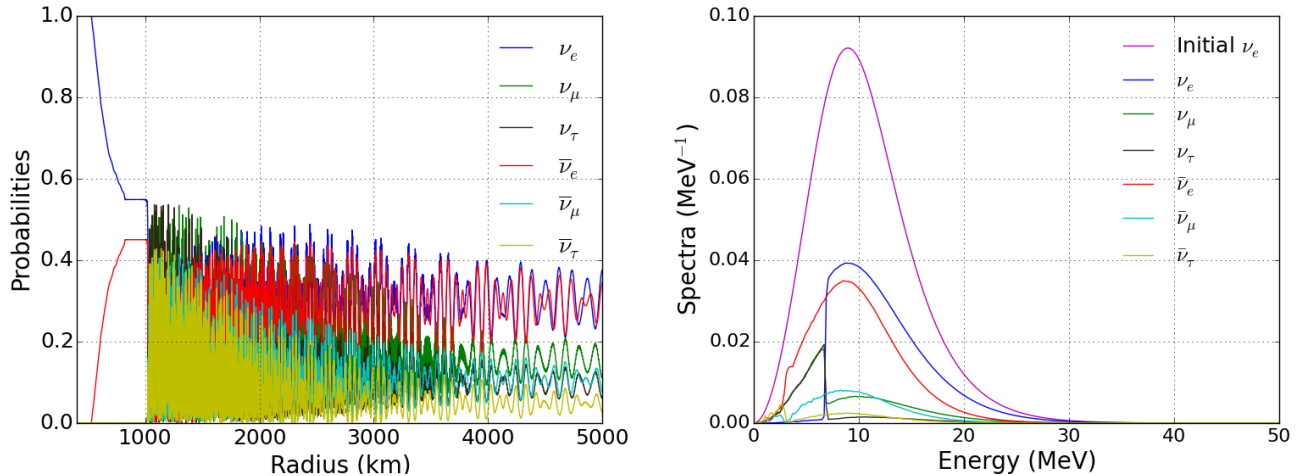 1.0
0.8
0.6
0.4
0.2
0.0
Probabilities
1000 2000 3000 4000 5000
Radius (km)
ν_e
ν_μ
ν_τ
ν̅_e
ν̅_μ
ν̅_τ
0.10
0.08
0.06
0.04
0.02
0.00
Spectra (MeV⁻¹)
0 10 20 30 40 50
Energy (MeV)
Initial ν_e
ν_e
ν_μ
ν_τ
ν̅_e
ν̅_μ
ν̅_τ